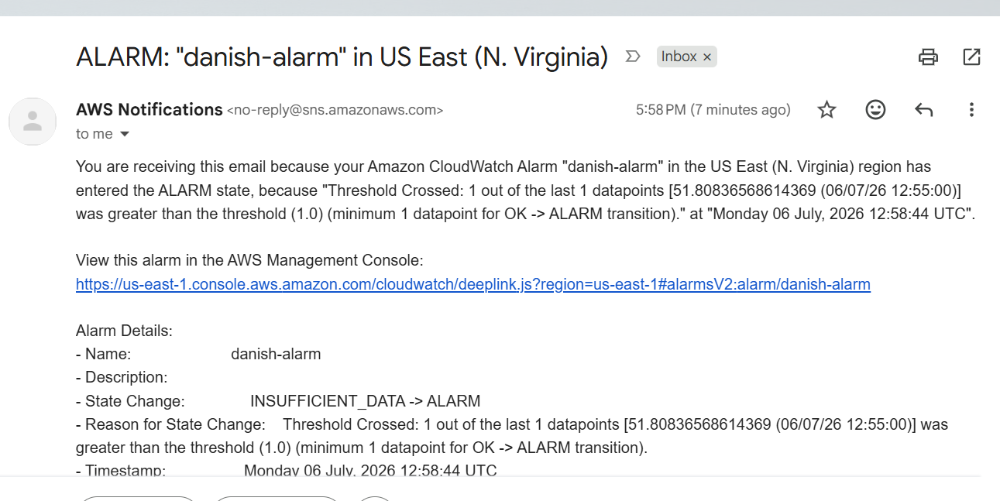 ALARM: "danish-alarm" in US East (N. Virginia) Inbox ×
AWS Notifications <no-reply@sns.amazonaws.com> 5:58 PM (7 minutes ago)
to me
You are receiving this email because your Amazon CloudWatch Alarm "danish-alarm" in the US East (N. Virginia) region has
entered the ALARM state, because "Threshold Crossed: 1 out of the last 1 datapoints [51.80836568614369 (06/07/26 12:55:00)]
was greater than the threshold (1.0) (minimum 1 datapoint for OK -> ALARM transition)." at "Monday 06 July, 2026 12:58:44 UTC".
View this alarm in the AWS Management Console:
https://us-east-1.console.aws.amazon.com/cloudwatch/deeplink.js?region=us-east-1#alarmsV2:alarm/danish-alarm
Alarm Details:
- Name: danish-alarm
- Description:
- State Change: INSUFFICIENT_DATA -> ALARM
- Reason for State Change: Threshold Crossed: 1 out of the last 1 datapoints [51.80836568614369 (06/07/26 12:55:00)] was
greater than the threshold (1.0) (minimum 1 datapoint for OK -> ALARM transition).
- Timestamp: Monday 06 July, 2026 12:58:44 UTC